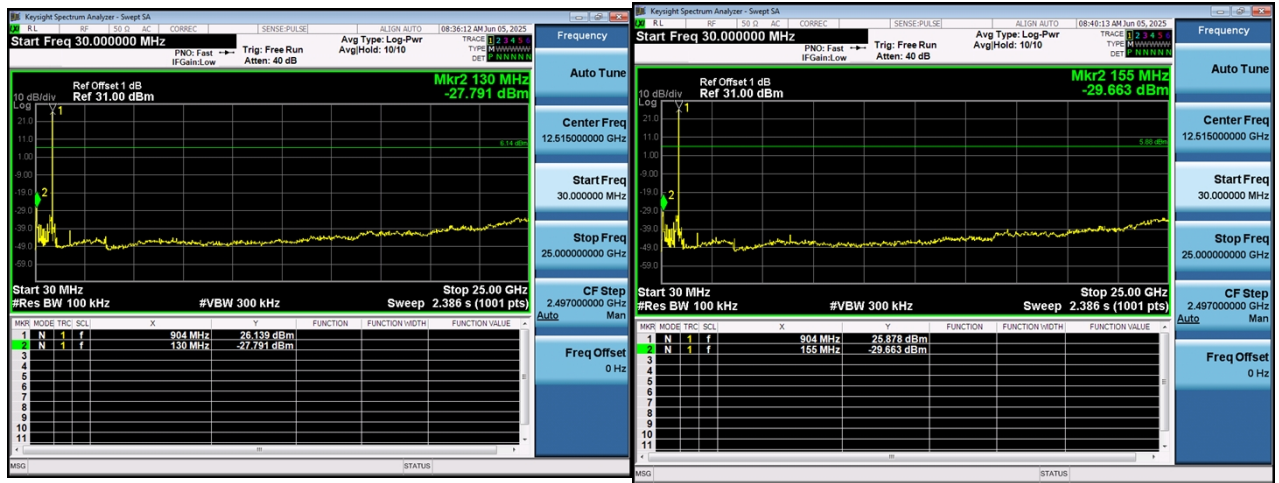 Keysight Spectrum Analyzer - Swept SA
RL RF 50 Ω AC CORREC SENSE:PULSE ALIGN AUTO 08:36:12 AM Jun 05, 2025
Start Freq 30.000000 MHz
PNO: Fast
IFGain:Low
Trig: Free Run
Atten: 40 dB
Avg Type: Log-Pwr
Avg|Hold: 10/10
TRACE 1 2 3 4 5 6
TYPE M WWWWW
DET P N N N N N
Frequency
Mkr2 130 MHz
-27.791 dBm
Ref Offset 1 dB
10 dB/div Ref 31.00 dBm
Log
1
21.0
11.0
6.14 dBm
1.00
-9.00
-19.0
2
-29.0
-39.0
-49.0
-59.0
Start 30 MHz Stop 25.00 GHz
#Res BW 100 kHz #VBW 300 kHz Sweep 2.386 s (1001 pts)
MKR MODE TRC SCL X Y FUNCTION FUNCTION WIDTH FUNCTION VALUE
1 N 1 f 904 MHz 26.139 dBm
2 N 1 f 130 MHz -27.791 dBm
3
4
5
6
7
8
9
10
11
MSG STATUS
Auto Tune
Center Freq
12.515000000 GHz
Start Freq
30.000000 MHz
Stop Freq
25.000000000 GHz
CF Step
2.497000000 GHz
Auto Man
Freq Offset
0 Hz
Keysight Spectrum Analyzer - Swept SA
RL RF 50 Ω AC CORREC SENSE:PULSE ALIGN AUTO 08:40:13 AM Jun 05, 2025
Start Freq 30.000000 MHz
PNO: Fast
IFGain:Low
Trig: Free Run
Atten: 40 dB
Avg Type: Log-Pwr
Avg|Hold: 10/10
TRACE 1 2 3 4 5 6
TYPE M WWWWW
DET P N N N N N
Frequency
Mkr2 155 MHz
-29.663 dBm
Ref Offset 1 dB
10 dB/div Ref 31.00 dBm
Log
1
21.0
11.0
5.88 dBm
1.00
-9.00
-19.0
2
-29.0
-39.0
-49.0
-59.0
Start 30 MHz Stop 25.00 GHz
#Res BW 100 kHz #VBW 300 kHz Sweep 2.386 s (1001 pts)
MKR MODE TRC SCL X Y FUNCTION FUNCTION WIDTH FUNCTION VALUE
1 N 1 f 904 MHz 25.878 dBm
2 N 1 f 155 MHz -29.663 dBm
3
4
5
6
7
8
9
10
11
MSG STATUS
Auto Tune
Center Freq
12.515000000 GHz
Start Freq
30.000000 MHz
Stop Freq
25.000000000 GHz
CF Step
2.497000000 GHz
Auto Man
Freq Offset
0 Hz